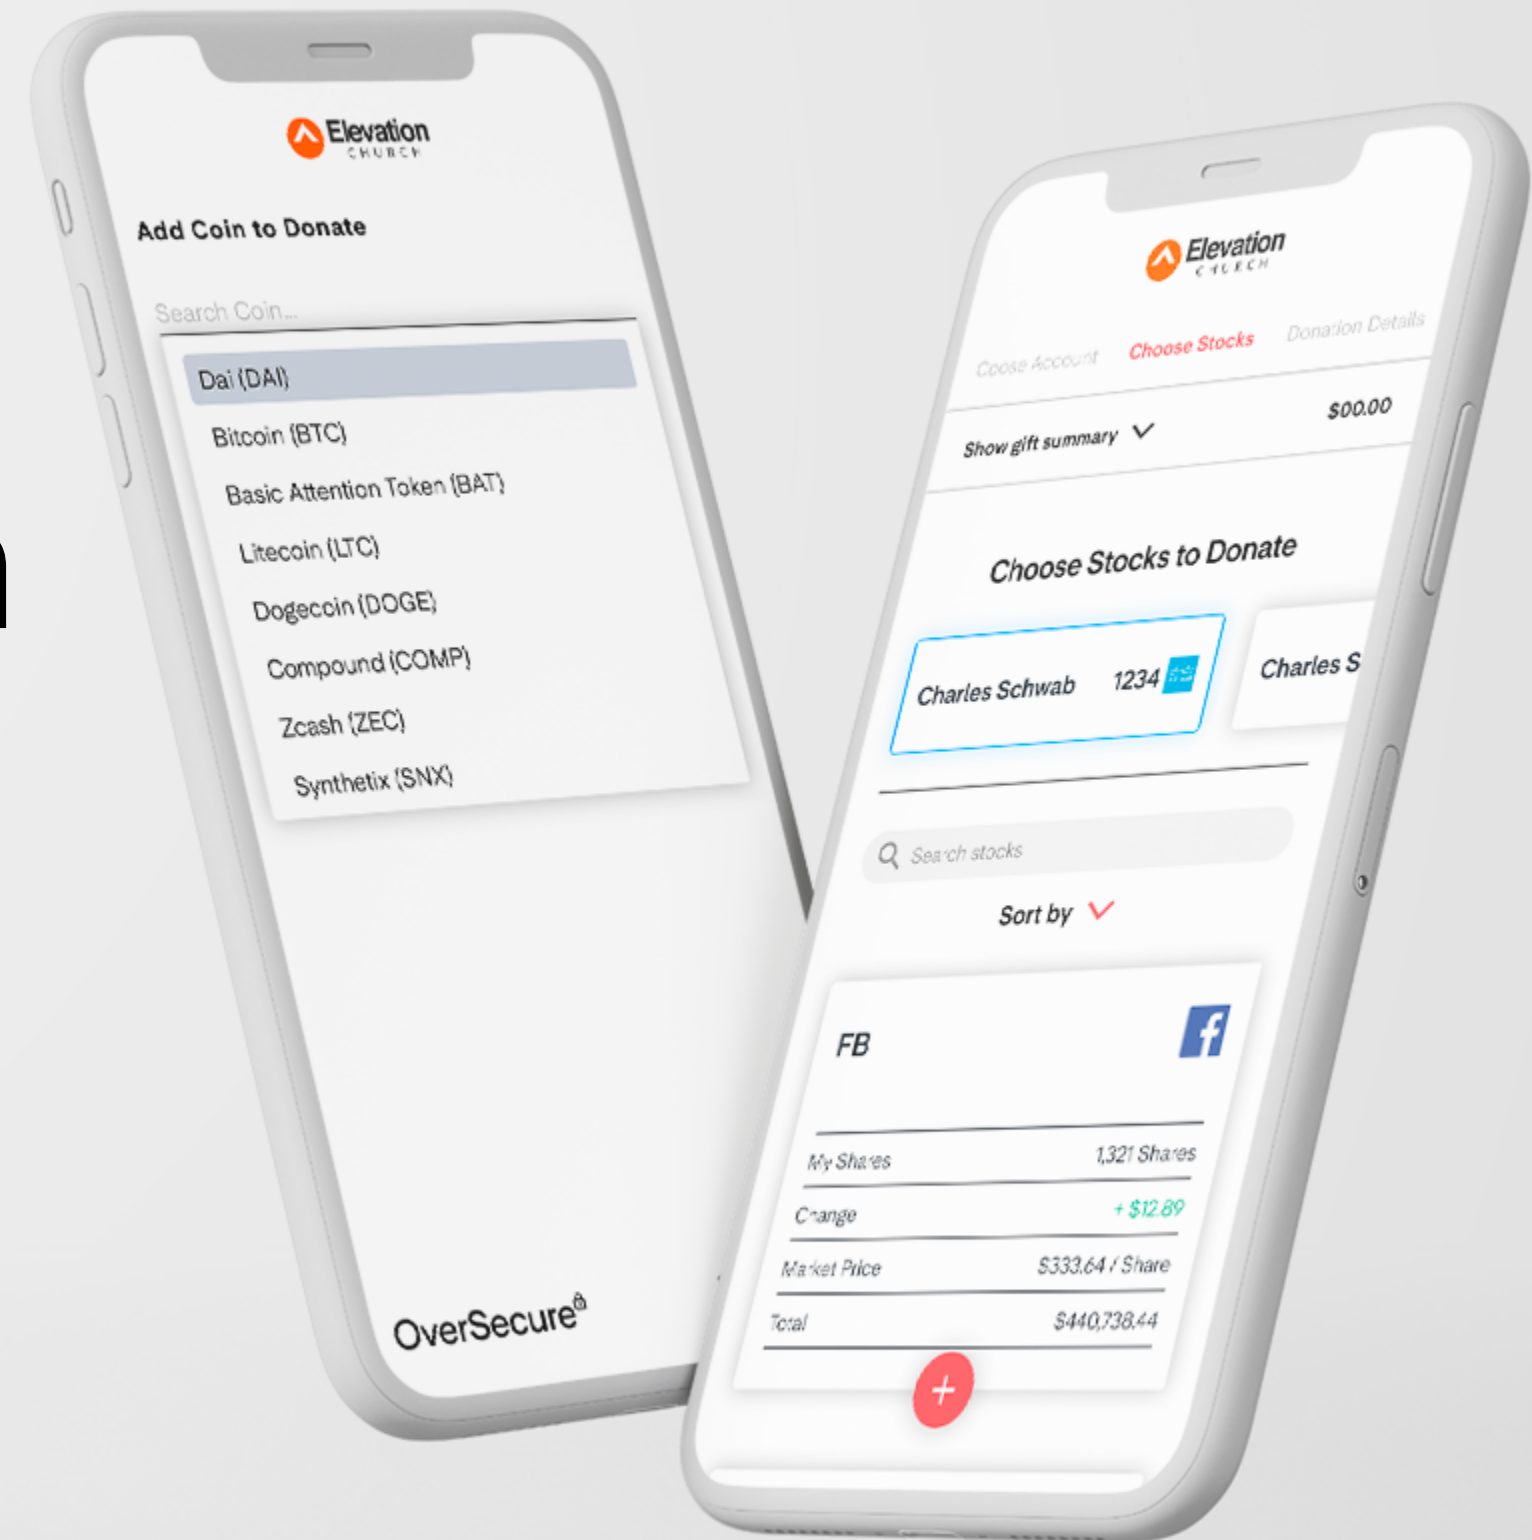 Elevation
CHURCH
Add Coin to Donate
Search Coin...
Dai (DAI)
Bitcoin (BTC)
Basic Attention Token (BAT)
Litecoin (LTC)
Dogecoin (DOGE)
Compound (COMP)
Zcash (ZEC)
Synthetix (SNX)
OverSecure
Elevation
CHURCH
Coose Account Choose Stocks Donation Details
Show gift summary $00.00
Choose Stocks to Donate
Charles Schwab 1234 Charles S
Search stocks
Sort by
FB
My Shares 1,321 Shares
Change + $12.89
Market Price $333.64 / Share
Total $440,738.44
+